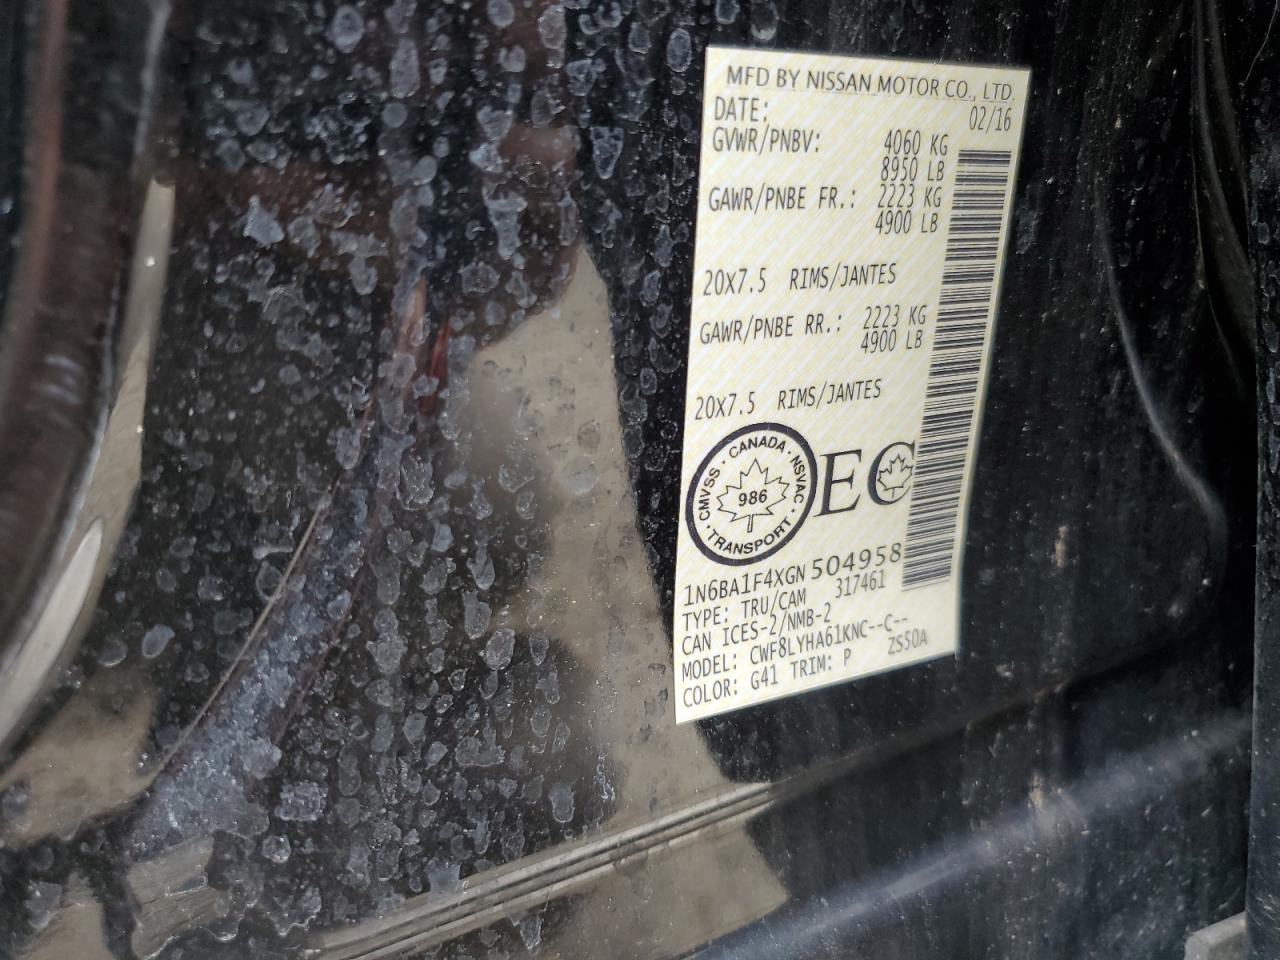 MFD BY NISSAN MOTOR CO., LTD.
DATE: 02/16
GVWR/PNBV: 4060 KG
8950 LB
GAWR/PNBE FR.: 2223 KG
4900 LB
20X7.5 RIMS/JANTES
GAWR/PNBE RR.: 2223 KG
4900 LB
20X7.5 RIMS/JANTES
CMVSS · CANADA · NSVAC · TRANSPORT ·
986
EC
1N6BA1F4XGN504958
TYPE: TRU/CAM 317461
CAN ICES-2/NMB-2
MODEL: CWF8LYHA61KNC--C--
COLOR: G41 TRIM: P ZS50A